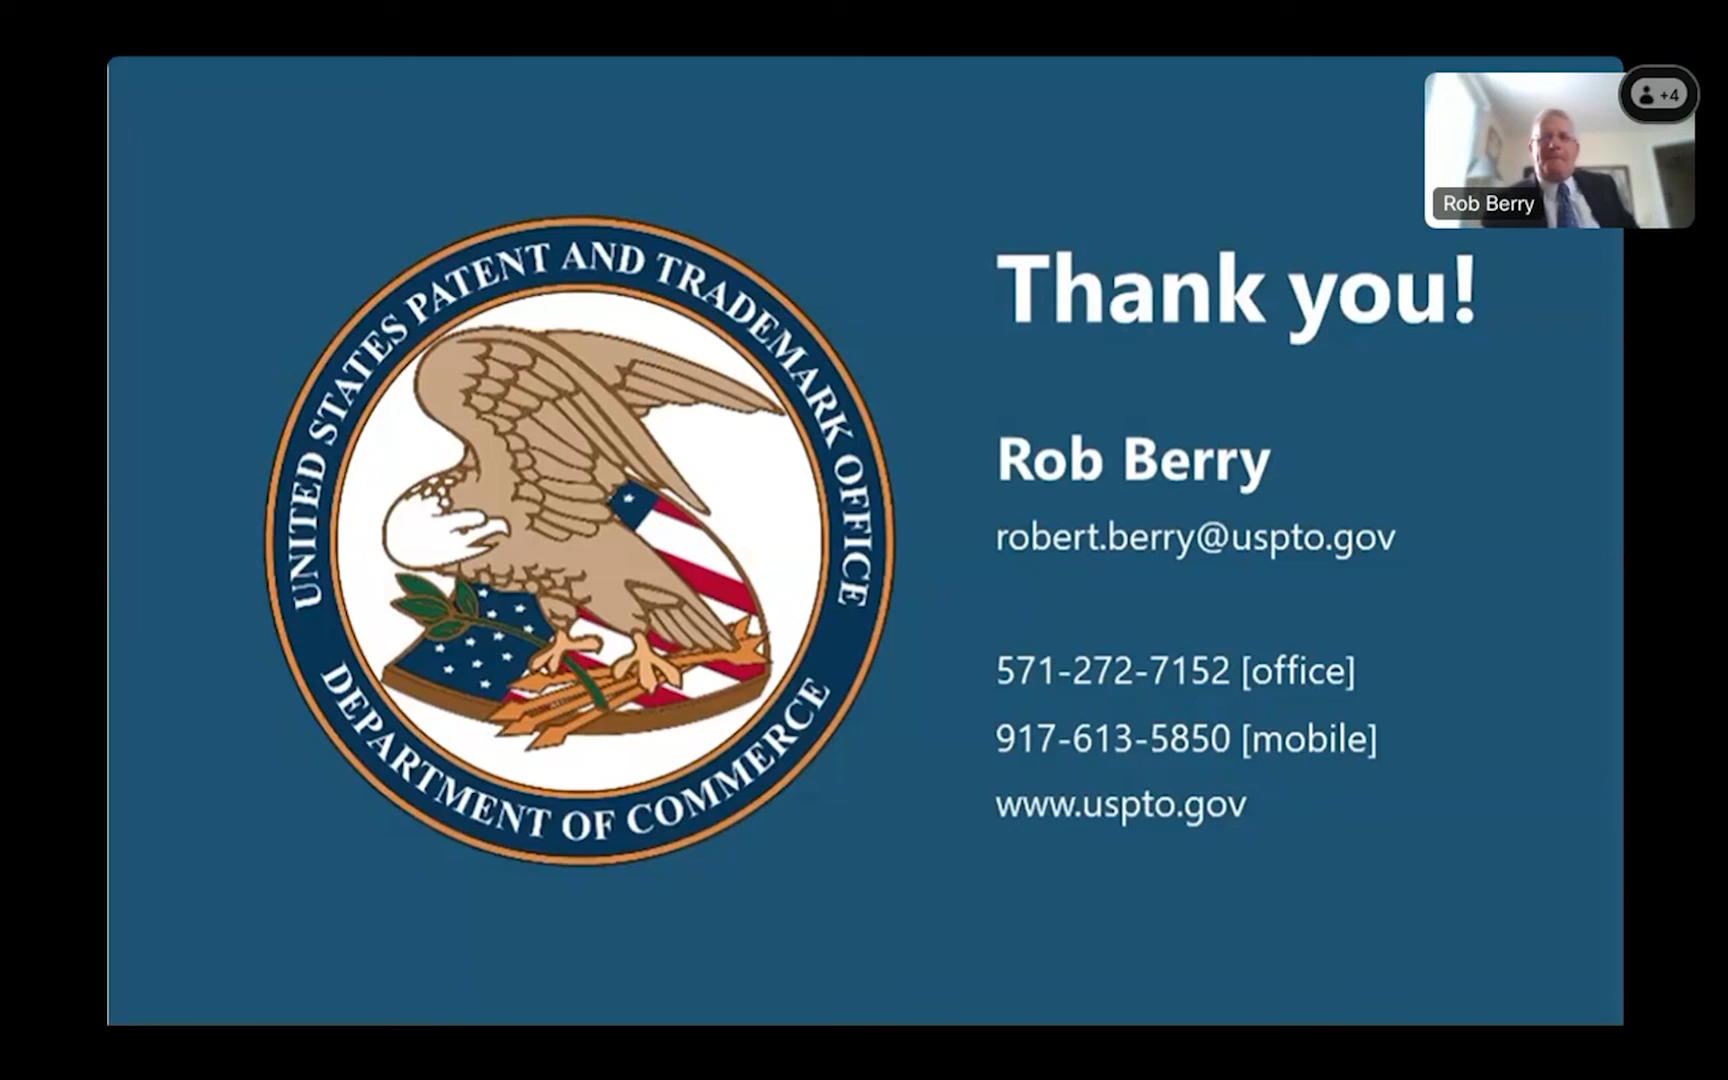 +4
Rob Berry
UNITED STATES PATENT AND TRADEMARK OFFICE
DEPARTMENT OF COMMERCE
Thank you!
Rob Berry
robert.berry@uspto.gov
571-272-7152 [office]
917-613-5850 [mobile]
www.uspto.gov